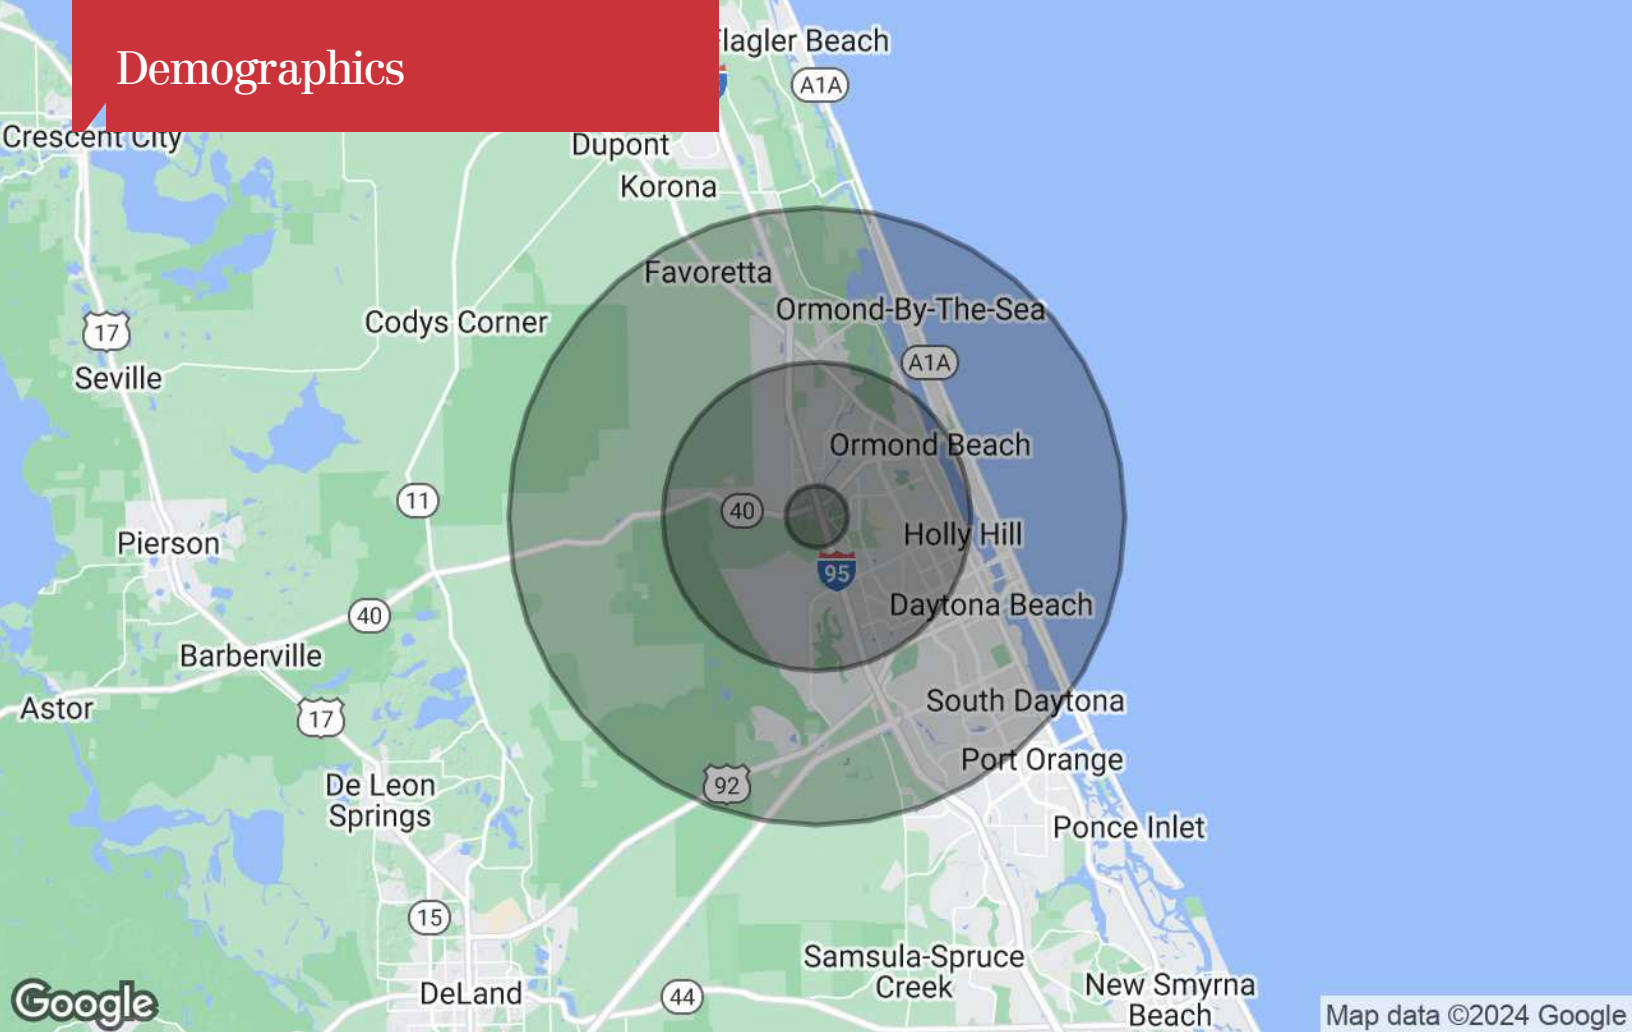 Demographics
Flagler Beach
A1A
Crescent City
Dupont
Korona
Favoretta
Ormond-By-The-Sea
17
Codys Corner
A1A
Seville
Ormond Beach
11
40
Holly Hill
Pierson
95
Daytona Beach
40
Barberville
South Daytona
Astor
17
Port Orange
92
De Leon
Springs
Ponce Inlet
15
Samsula-Spruce
Creek
New Smyrna
Beach
DeLand
44
Google
Map data ©2024 Google